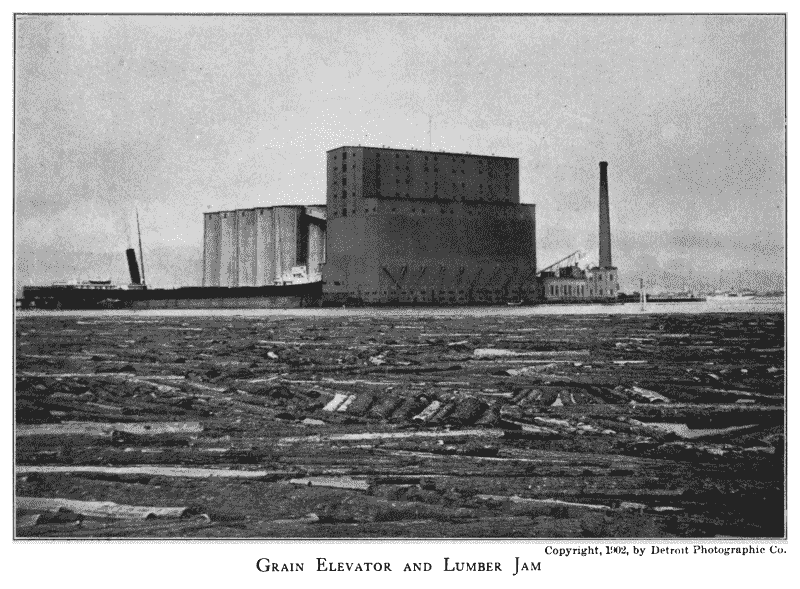 Copyright, 1902, by Detroit Photographic Co.
Grain Elevator and Lumber Jam